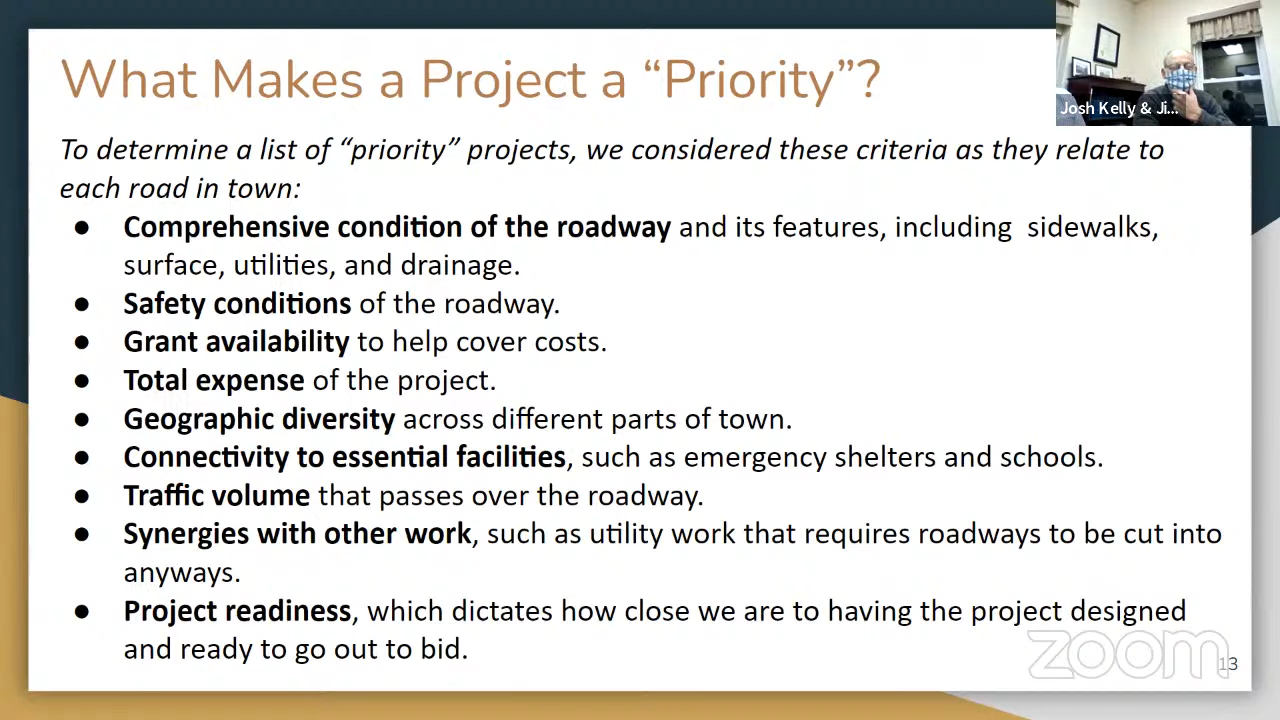 What Makes a Project a “Priority”?
Josh Kelly & Ji...
To determine a list of “priority” projects, we considered these criteria as they relate to
each road in town:
● Comprehensive condition of the roadway and its features, including  sidewalks,
surface, utilities, and drainage.
● Safety conditions of the roadway.
● Grant availability to help cover costs.
● Total expense of the project.
● Geographic diversity across different parts of town.
● Connectivity to essential facilities, such as emergency shelters and schools.
● Traffic volume that passes over the roadway.
● Synergies with other work, such as utility work that requires roadways to be cut into
anyways.
● Project readiness, which dictates how close we are to having the project designed
and ready to go out to bid.
zoom
13